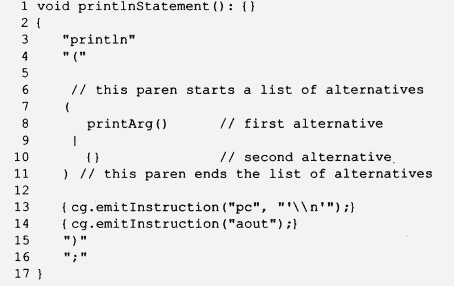 1 void printlnStatement(): {}
2 {
3 "println"
4 "("
5
6 // this paren starts a list of alternatives
7 (
8 printArg() // first alternative
9 |
10 {} // second alternative
11 ) // this paren ends the list of alternatives
12
13 {cg.emitInstruction("pc", "'\\n'");}
14 {cg.emitInstruction("aout");}
15 ")"
16 ";"
17 }